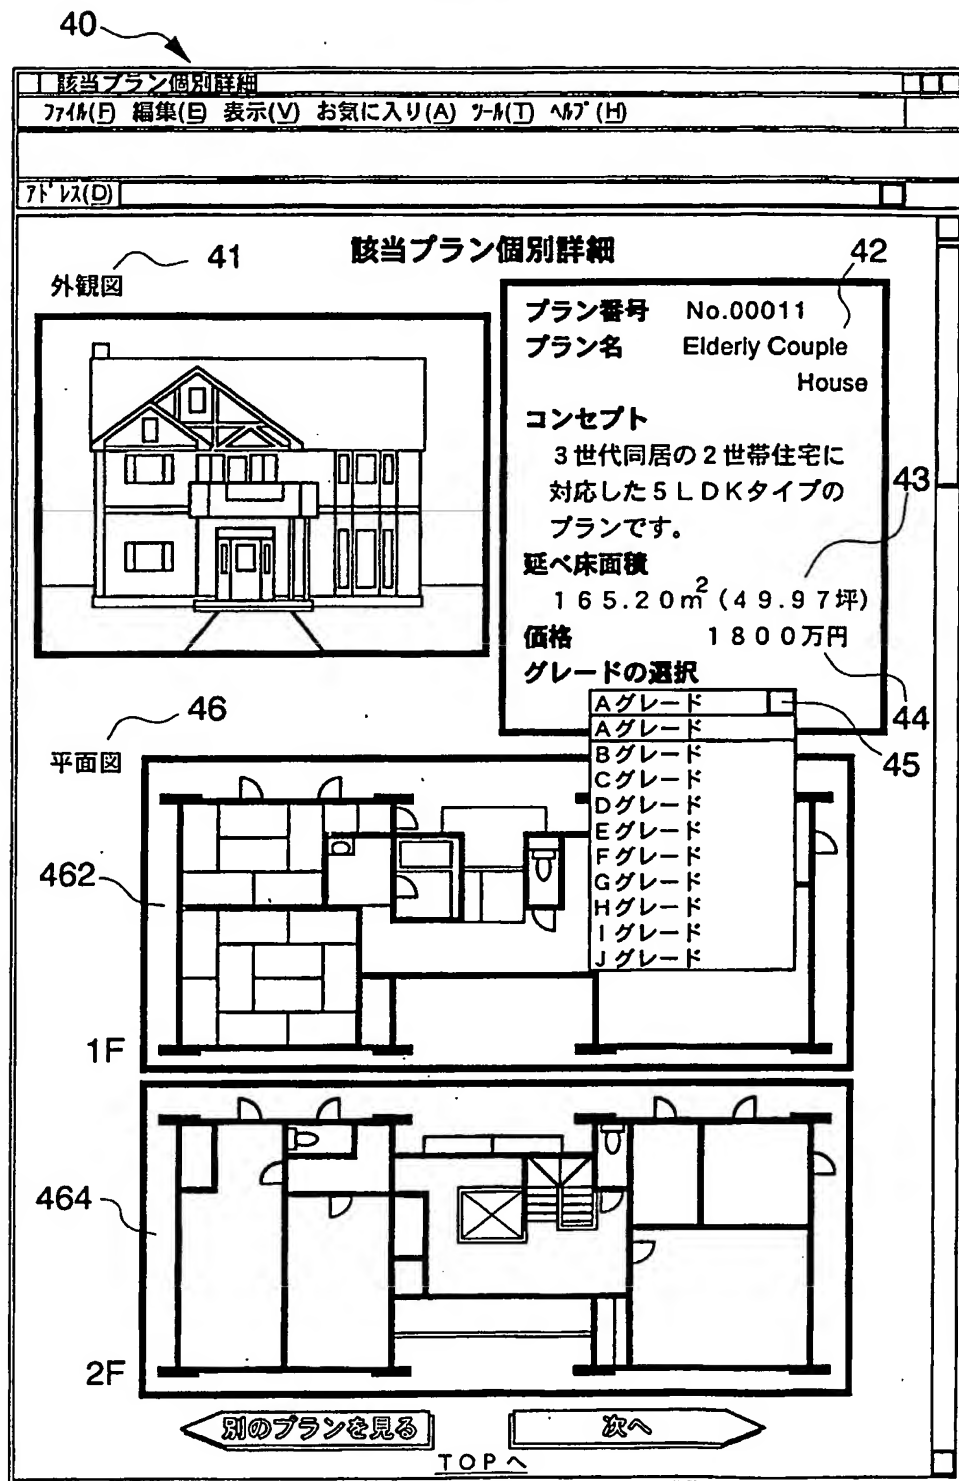 40
該当プラン個別詳細
ファイル(F) 編集(E) 表示(V) お気に入り(A) ツール(T) ヘルプ(H)
アドレス(D)
該当プラン個別詳細
41
外観図
42
プラン番号 No.00011
プラン名 Elderly Couple
House
コンセプト
3世代同居の2世帯住宅に
対応した5LDKタイプの
プランです。
43
延べ床面積
165.20m²(49.97坪)
価格 1800万円
グレードの選択
44
Aグレード
45
Aグレード
Bグレード
Cグレード
Dグレード
Eグレード
Fグレード
Gグレード
Hグレード
Iグレード
Jグレード
46
平面図
462
1F
464
2F
別のプランを見る
次へ
TOPへ